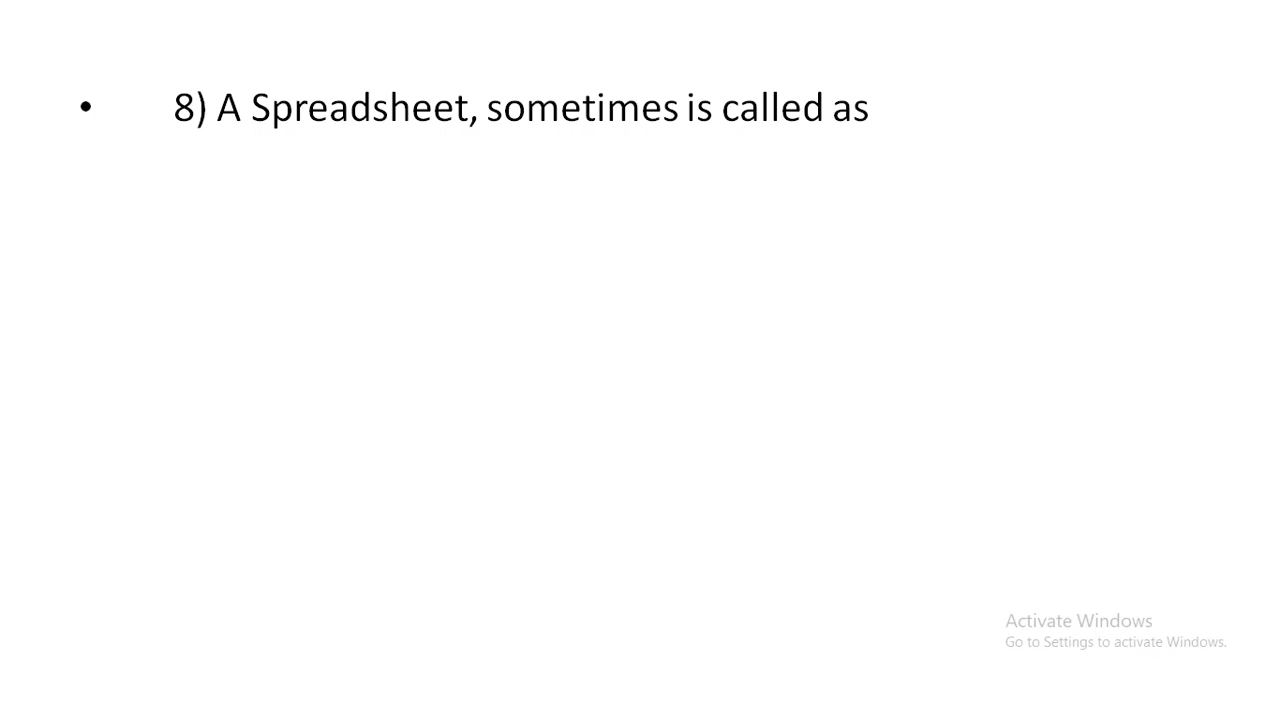 • 8) A Spreadsheet, sometimes is called as
Activate Windows
Go to Settings to activate Windows.